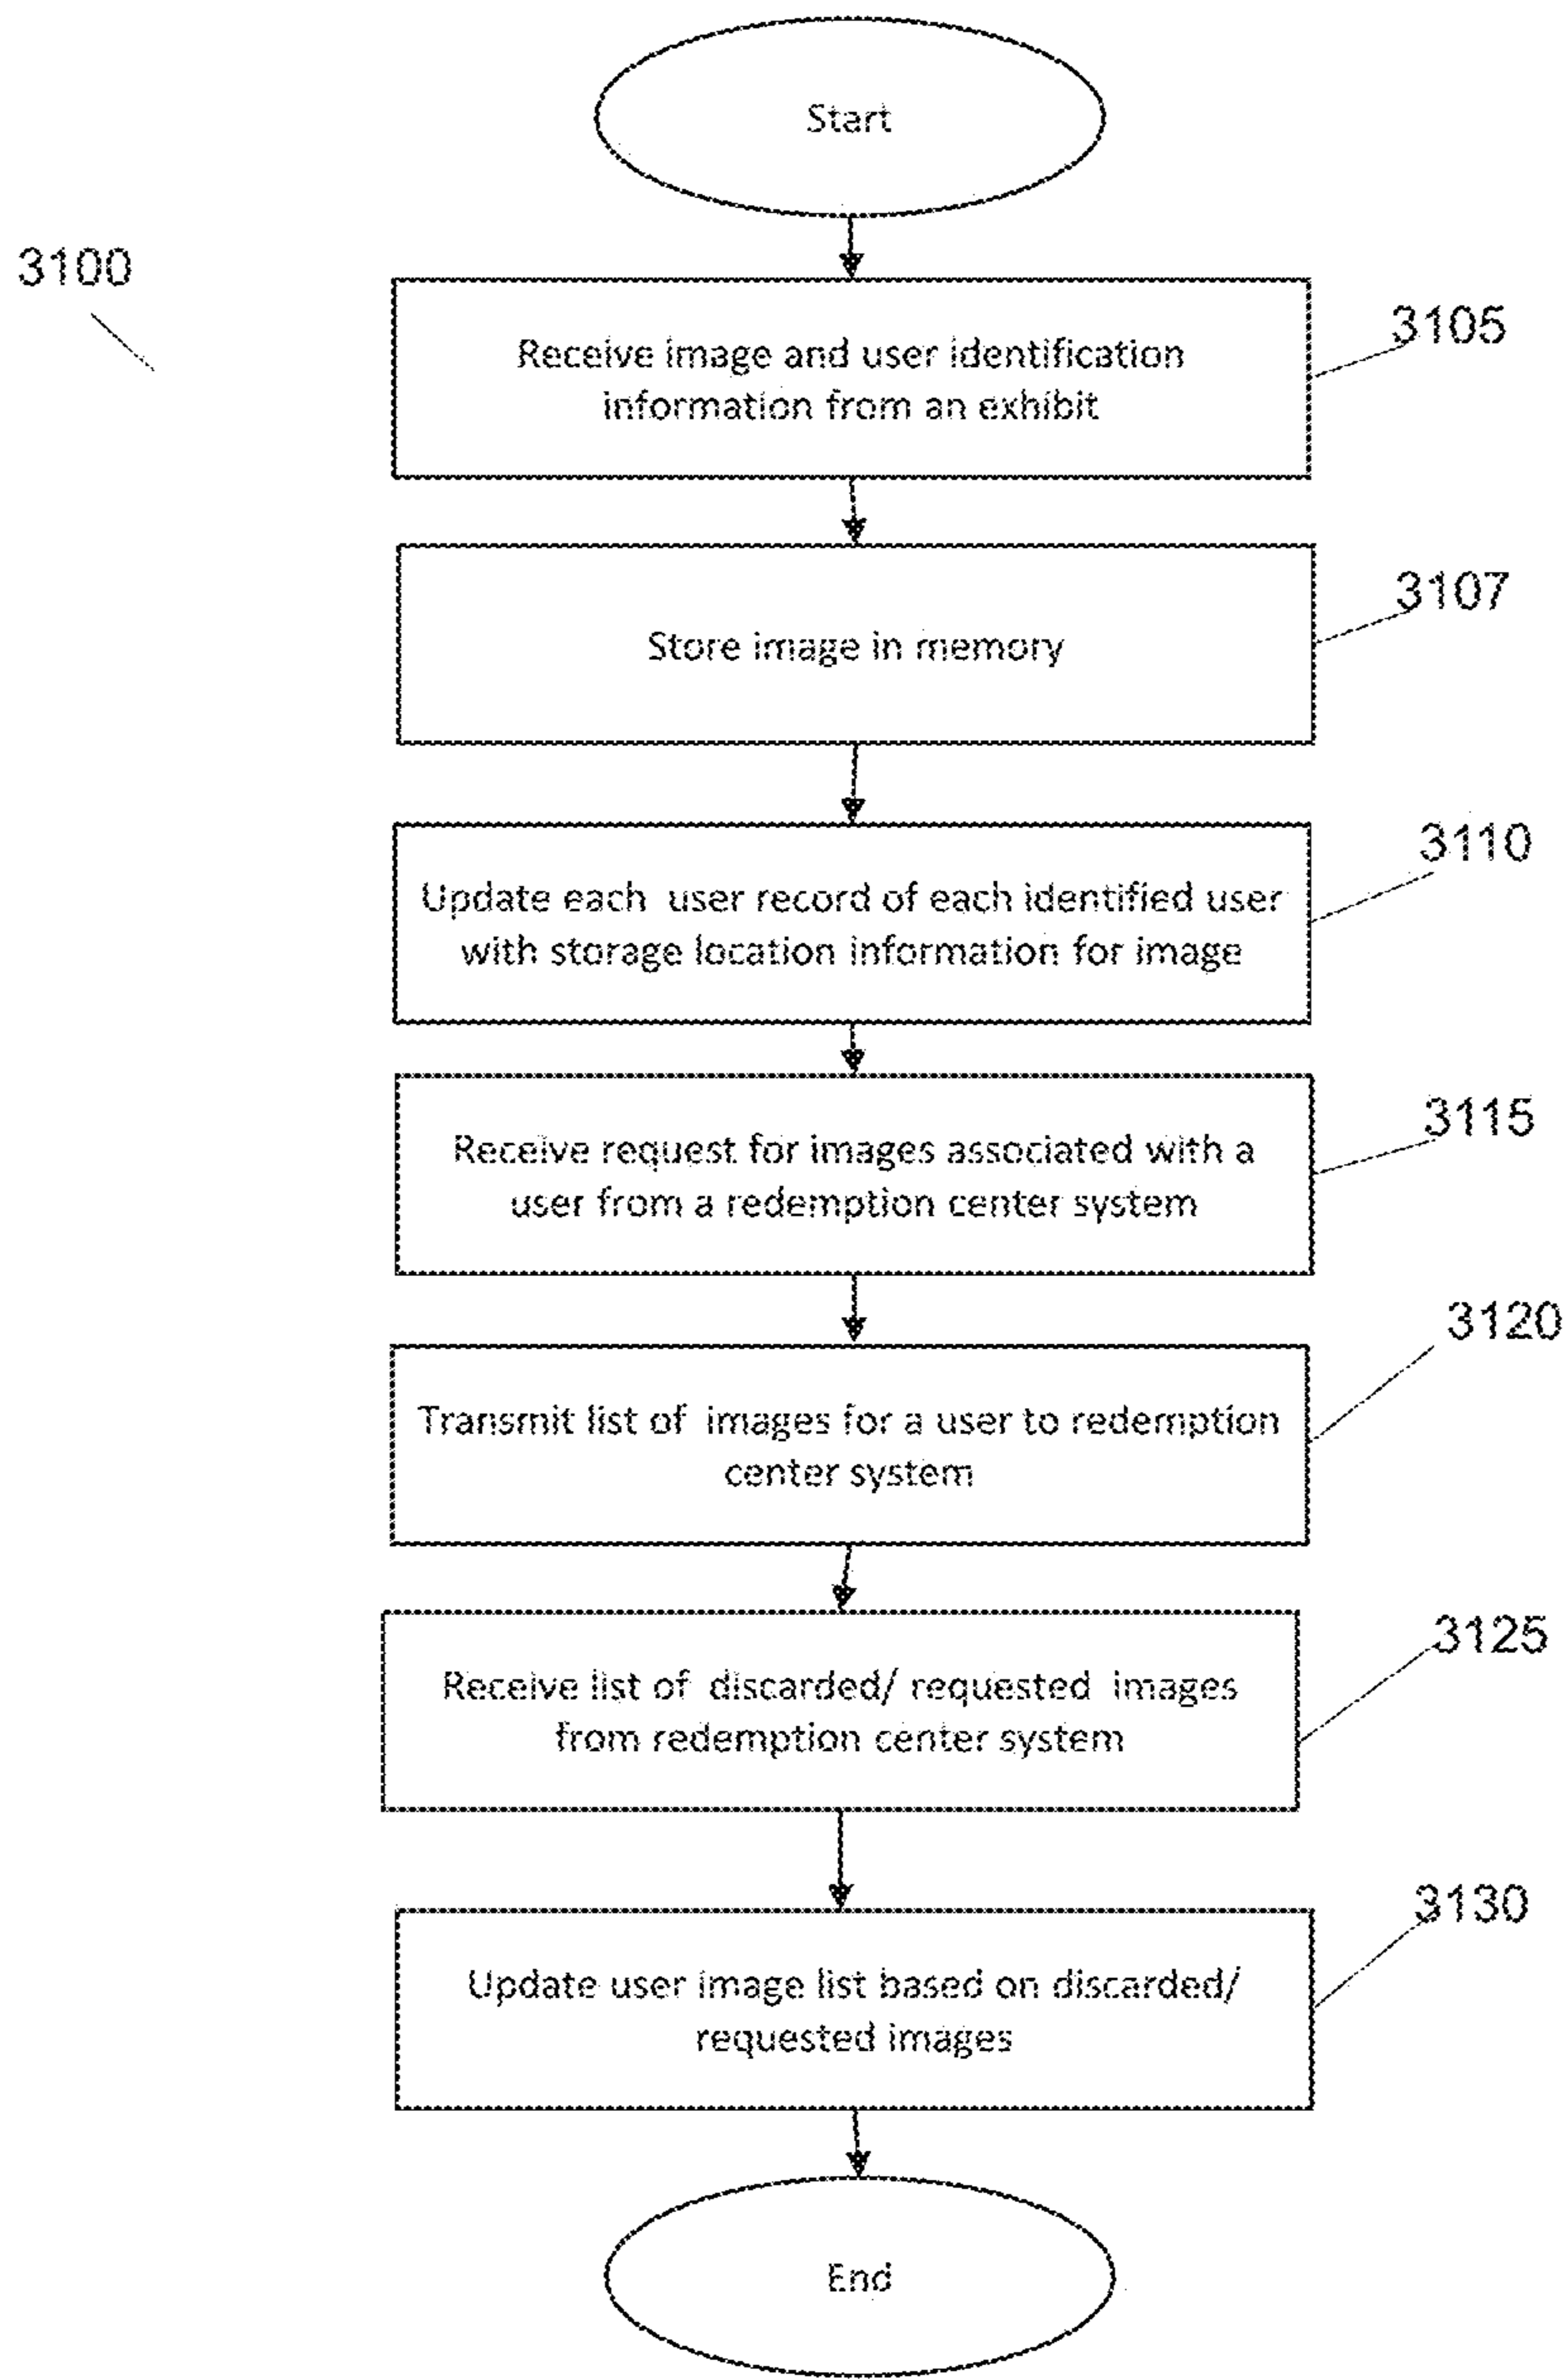 Start
3100
3105
Receive image and user identification
information from an exhibit
3107
Store image in memory
3110
Update each user record of each identified user
with storage location information for image
3115
Receive request for images associated with a
user from a redemption center system
3120
Transmit list of images for a user to redemption
center system
3125
Receive list of discarded/ requested images
from redemption center system
3130
Update user image list based on discarded/
requested images
End